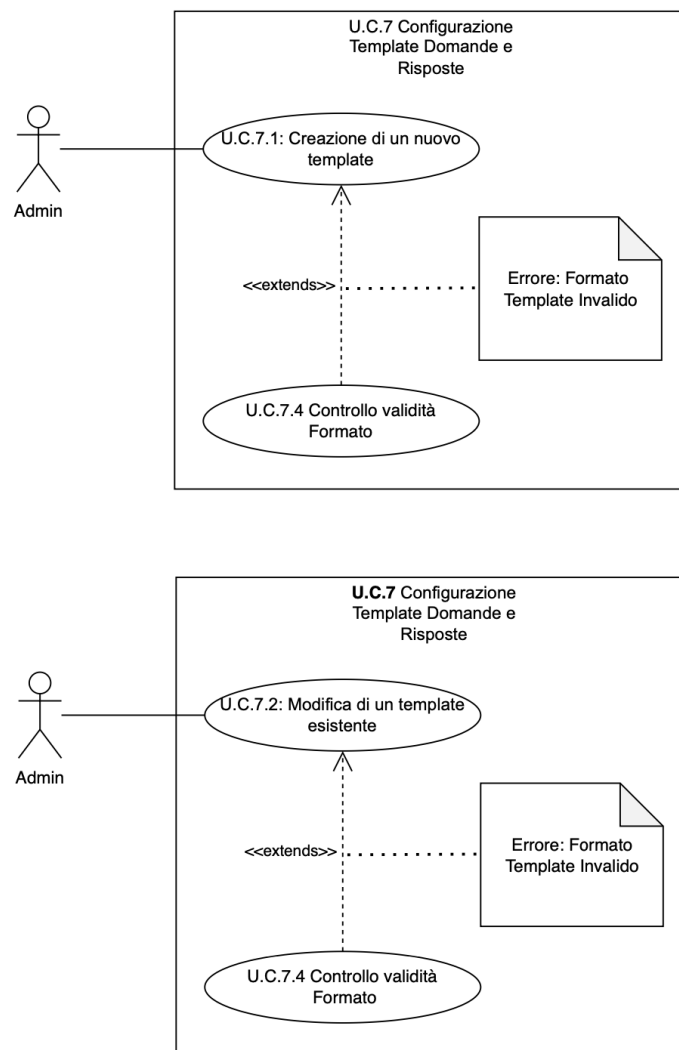 U.C.7 Configurazione
Template Domande e
Risposte
U.C.7.1: Creazione di un nuovo
template
Admin
Errore: Formato
Template Invalido
<<extends>>
U.C.7.4 Controllo validità
Formato
U.C.7 Configurazione
Template Domande e
Risposte
U.C.7.2: Modifica di un template
esistente
Admin
Errore: Formato
Template Invalido
<<extends>>
U.C.7.4 Controllo validità
Formato